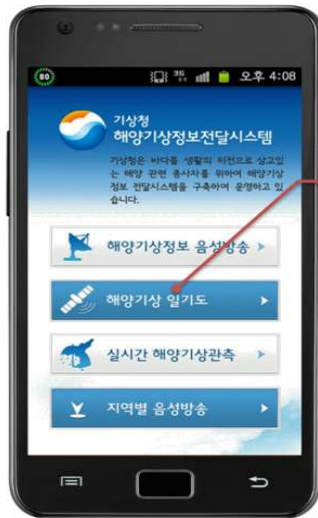 80
3G
오후 4:08
기상청
해양기상정보전달시스템
기상청은 바다를 생활의 터전으로 삼고있
는 해양 관련 종사자를 위하여 해양기상
정보 전달시스템을 구축하여 운영하고 있
습니다.
해양기상정보 음성방송
해양기상 일기도
실시간 해양기상관측
지역별 음성방송